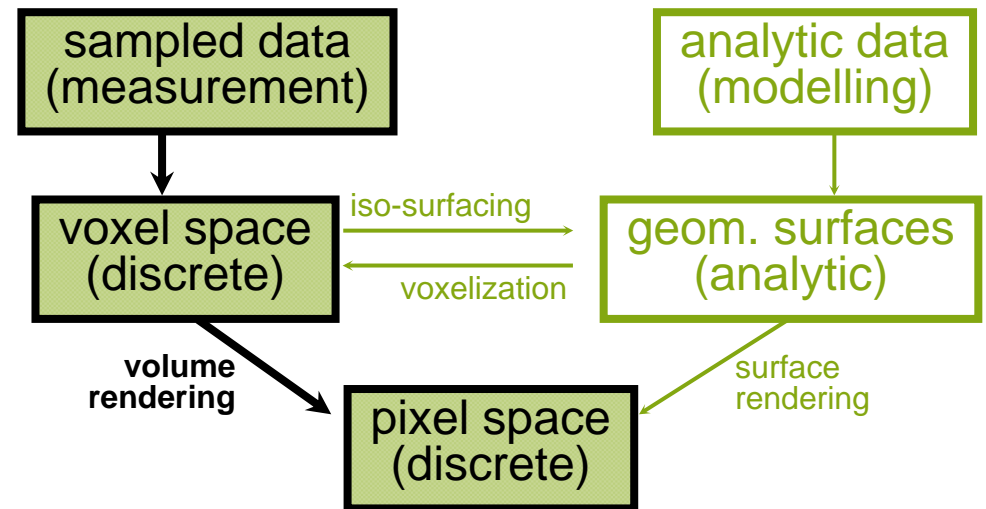 sampled data
(measurement)
analytic data
(modelling)
iso-surfacing
voxel space
(discrete)
geom. surfaces
(analytic)
voxelization
volume
rendering
surface
rendering
pixel space
(discrete)